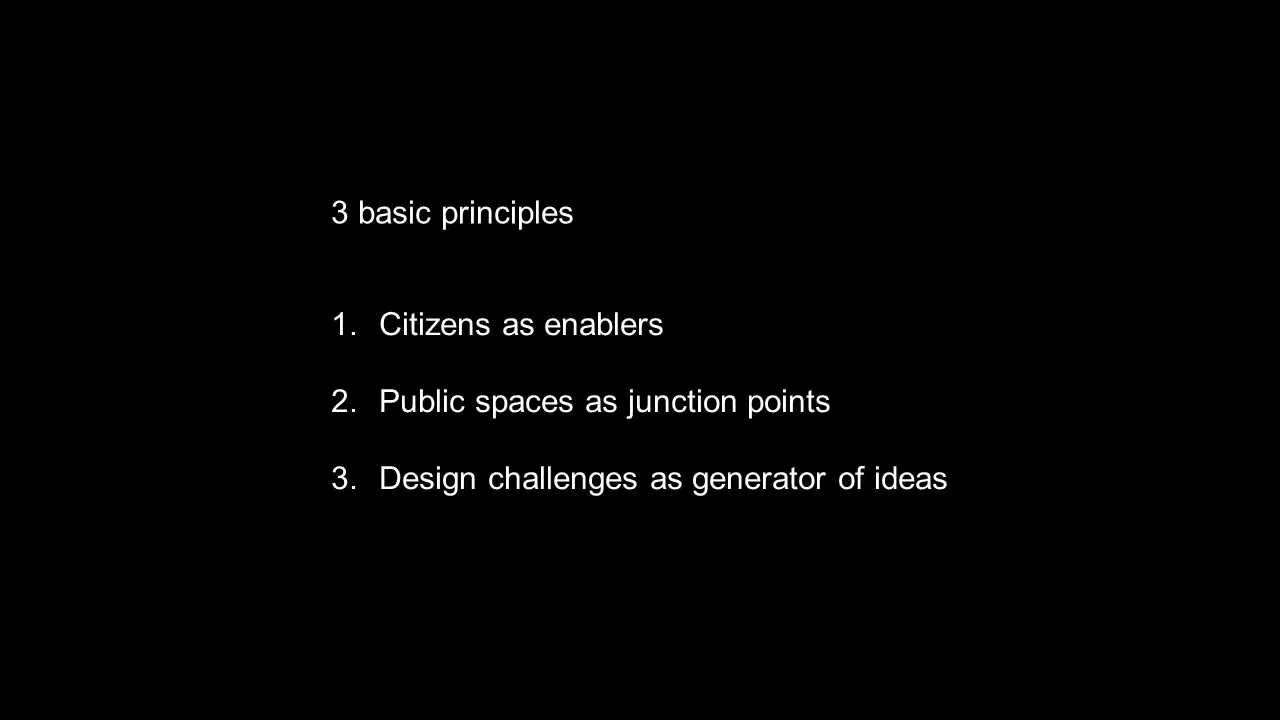 3 basic principles
1. Citizens as enablers
2. Public spaces as junction points
3. Design challenges as generator of ideas